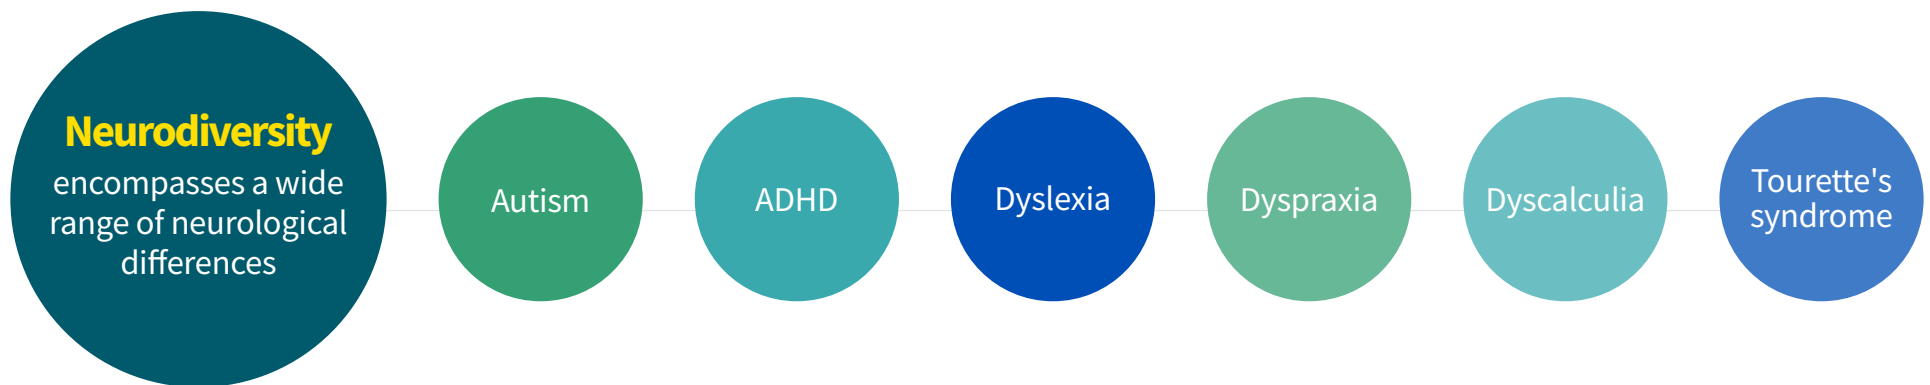 Neurodiversity
encompasses a wide
range of neurological
differences
Autism
ADHD
Dyslexia
Dyspraxia
Dyscalculia
Tourette's
syndrome